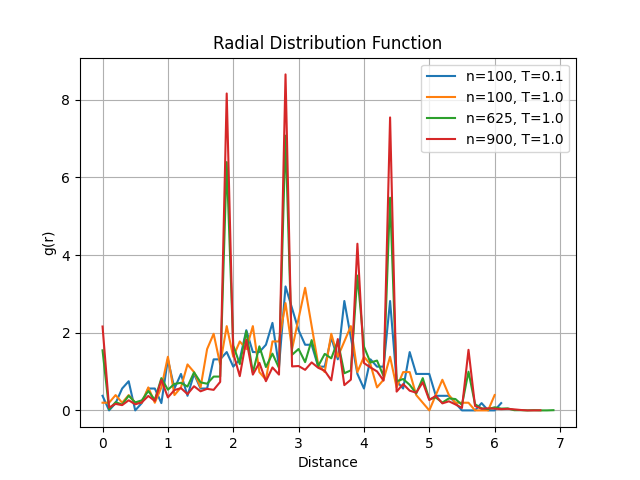 Radial Distribution Function
n=100, T=0.1
n=100, T=1.0
n=625, T=1.0
n=900, T=1.0
g(r)
8
6
4
2
0
0 1 2 3 4 5 6 7
Distance